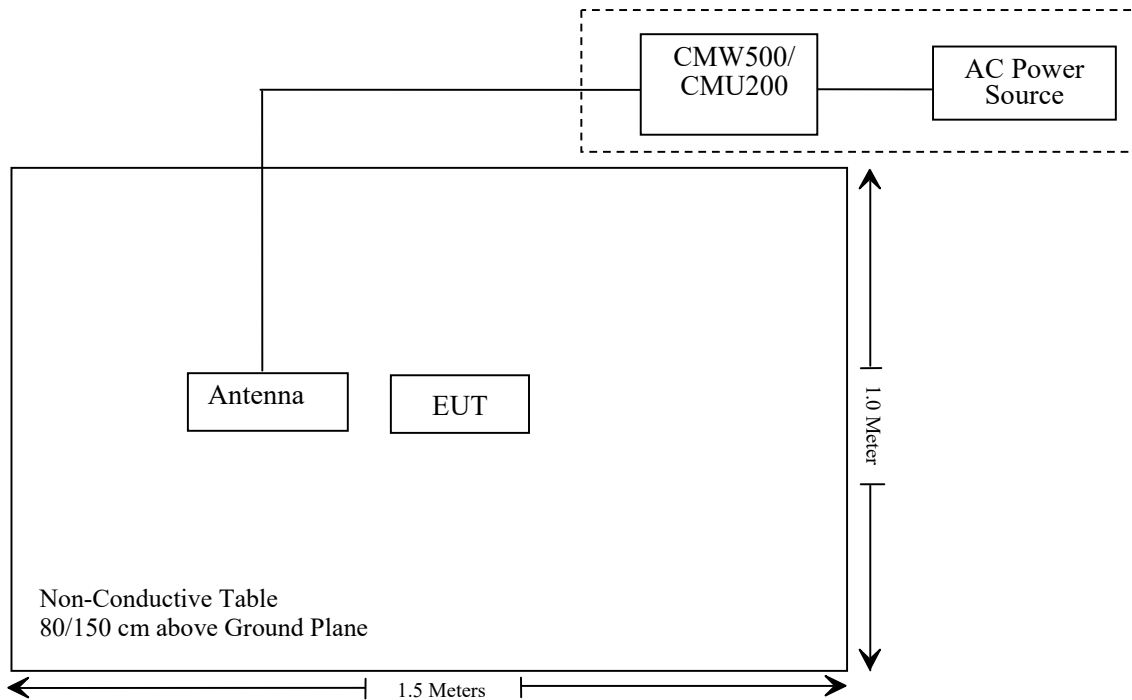 CMW500/
CMU200
AC Power
Source
Antenna
EUT
1.0 Meter
Non-Conductive Table
80/150 cm above Ground Plane
1.5 Meters